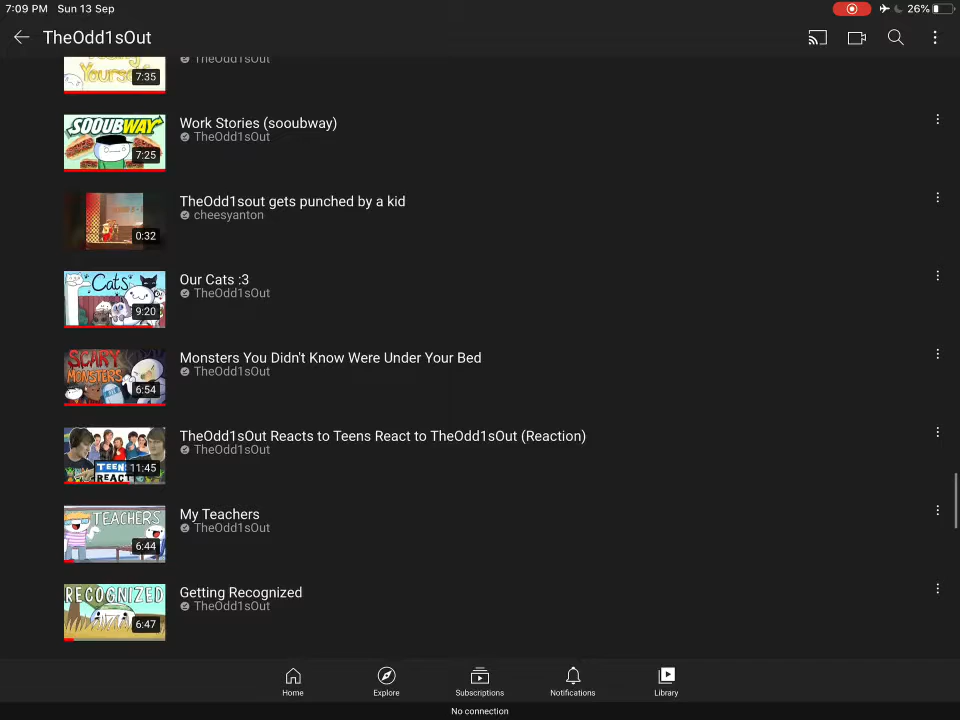 7:09 PM Sun 13 Sep 26%
TheOdd1sOut
Yourself
7:35
TheOdd1sOut
SOOUBWAY
7:25
Work Stories (sooubway)
TheOdd1sOut
0:32
TheOdd1sout gets punched by a kid
cheesyanton
Cats
9:20
Our Cats :3
TheOdd1sOut
SCARY
MONSTERS
6:54
Monsters You Didn't Know Were Under Your Bed
TheOdd1sOut
TEENS
REACT
11:45
TheOdd1sOut Reacts to Teens React to TheOdd1sOut (Reaction)
TheOdd1sOut
TEACHERS
6:44
My Teachers
TheOdd1sOut
RECOGNIZED
6:47
Getting Recognized
TheOdd1sOut
Home Explore Subscriptions Notifications Library
No connection